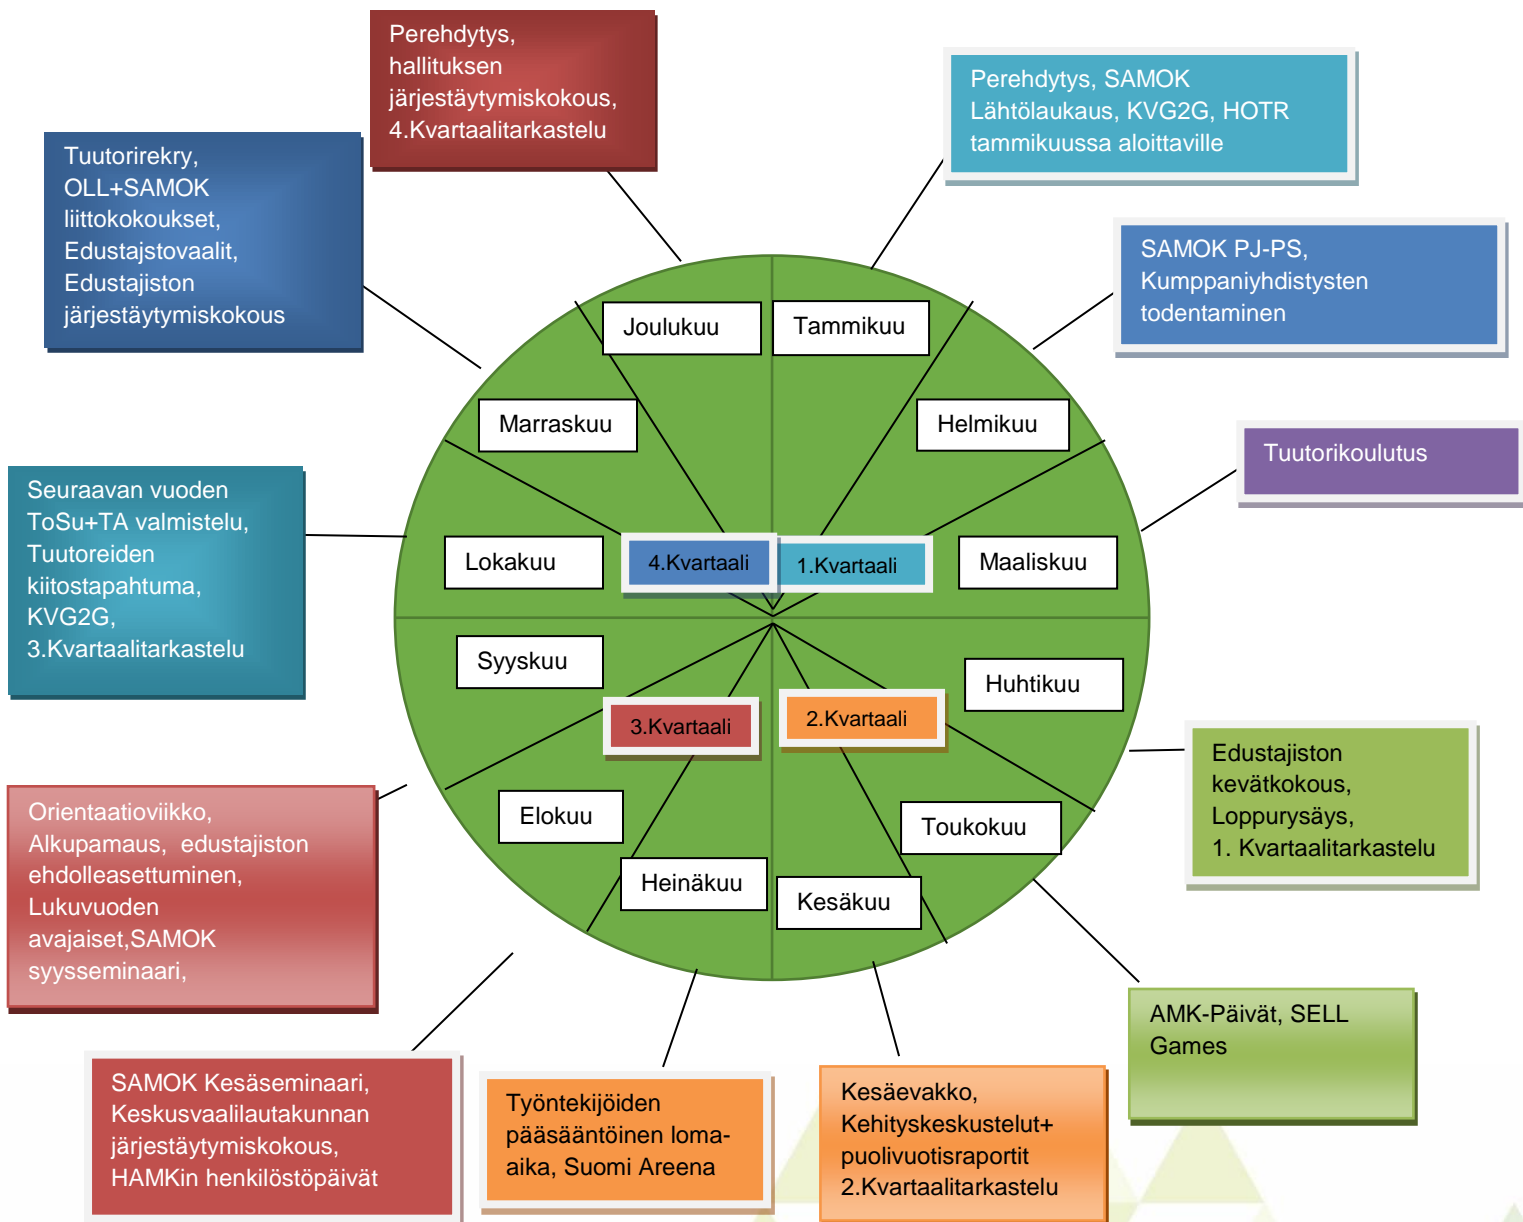 Perehdytys,
hallituksen
järjestäytymiskokous,
4.Kvartaalitarkastelu
Perehdytys, SAMOK
Lähtölaukaus, KVG2G, HOTR
tammikuussa aloittaville
Tuutorirekry,
OLL+SAMOK
liittokokoukset,
Edustajstovaalit,
Edustajiston
järjestäytymiskokous
SAMOK PJ-PS,
Kumppaniyhdistysten
todentaminen
Joulukuu
Tammikuu
Marraskuu
Helmikuu
Tuutorikoulutus
Seuraavan vuoden
ToSu+TA valmistelu,
Tuutoreiden
kiitostapahtuma,
KVG2G,
3.Kvartaalitarkastelu
Lokakuu
4.Kvartaali
1.Kvartaali
Maaliskuu
Syyskuu
Huhtikuu
3.Kvartaali
2.Kvartaali
Edustajiston
kevätkokous,
Loppurysäys,
1. Kvartaalitarkastelu
Orientaatioviikko,
Alkupamaus, edustajiston
ehdolleasettuminen,
Lukuvuoden
avajaiset,SAMOK
syysseminaari,
Elokuu
Toukokuu
Heinäkuu
Kesäkuu
AMK-Päivät, SELL
Games
SAMOK Kesäseminaari,
Keskusvaalilautakunnan
järjestäytymiskokous,
HAMKin henkilöstöpäivät
Työntekijöiden
pääsääntöinen loma-
aika, Suomi Areena
Kesäevakko,
Kehityskeskustelut+
puolivuotisraportit
2.Kvartaalitarkastelu